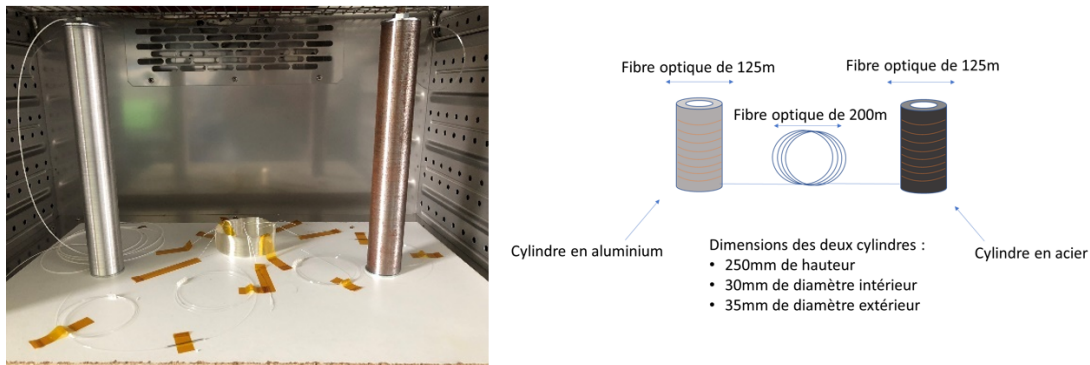 Fibre optique de 125m
Fibre optique de 125m
Fibre optique de 200m
Cylindre en aluminium
Cylindre en acier
Dimensions des deux cylindres :
• 250mm de hauteur
• 30mm de diamètre intérieur
• 35mm de diamètre extérieur